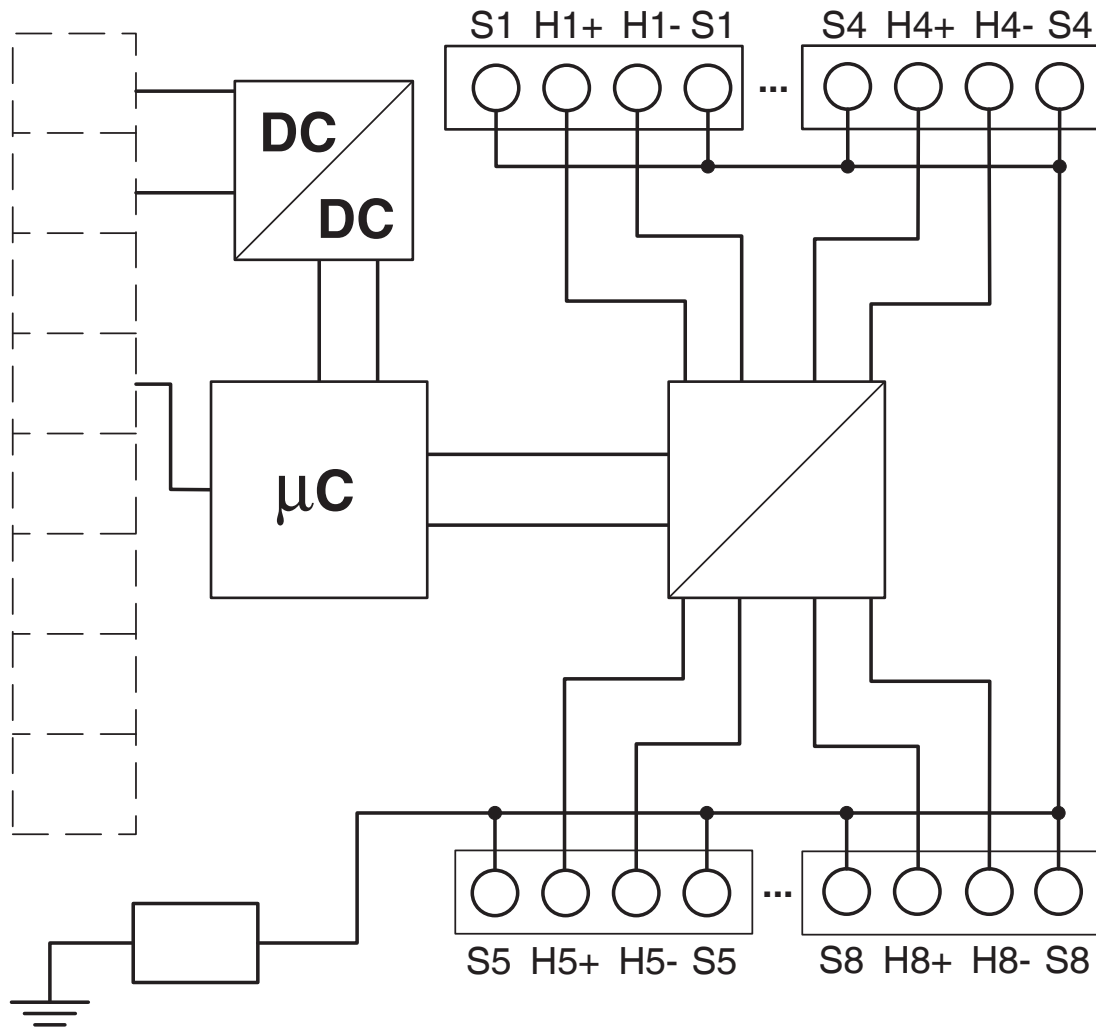 S1 H1+ H1- S1 S4 H4+ H4- S4
...
DC
DC
μC
...
S5 H5+ H5- S5 S8 H8+ H8- S8